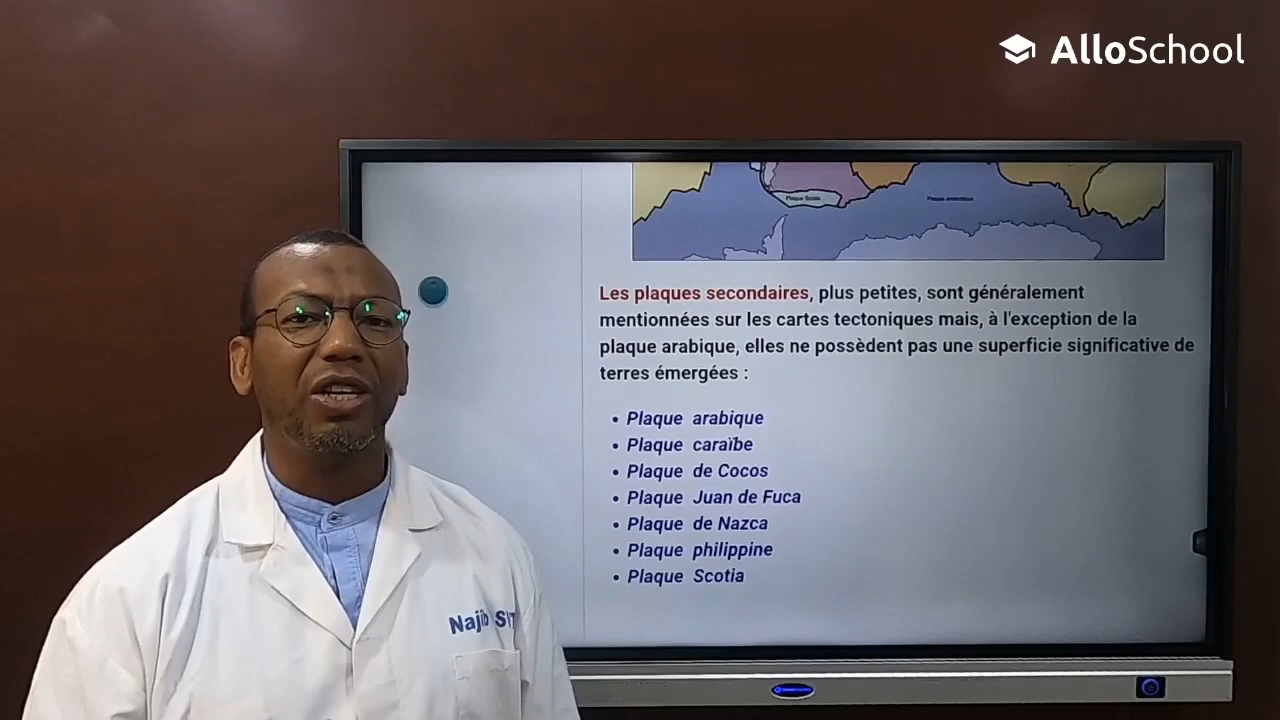 AlloSchool
Plaque Scotia
Plaque antarctique
Les plaques secondaires, plus petites, sont généralement
mentionnées sur les cartes tectoniques mais, à l'exception de la
plaque arabique, elles ne possèdent pas une superficie significative de
terres émergées :
• Plaque arabique
• Plaque caraïbe
• Plaque de Cocos
• Plaque Juan de Fuca
• Plaque de Nazca
• Plaque philippine
• Plaque Scotia
Najib SVT